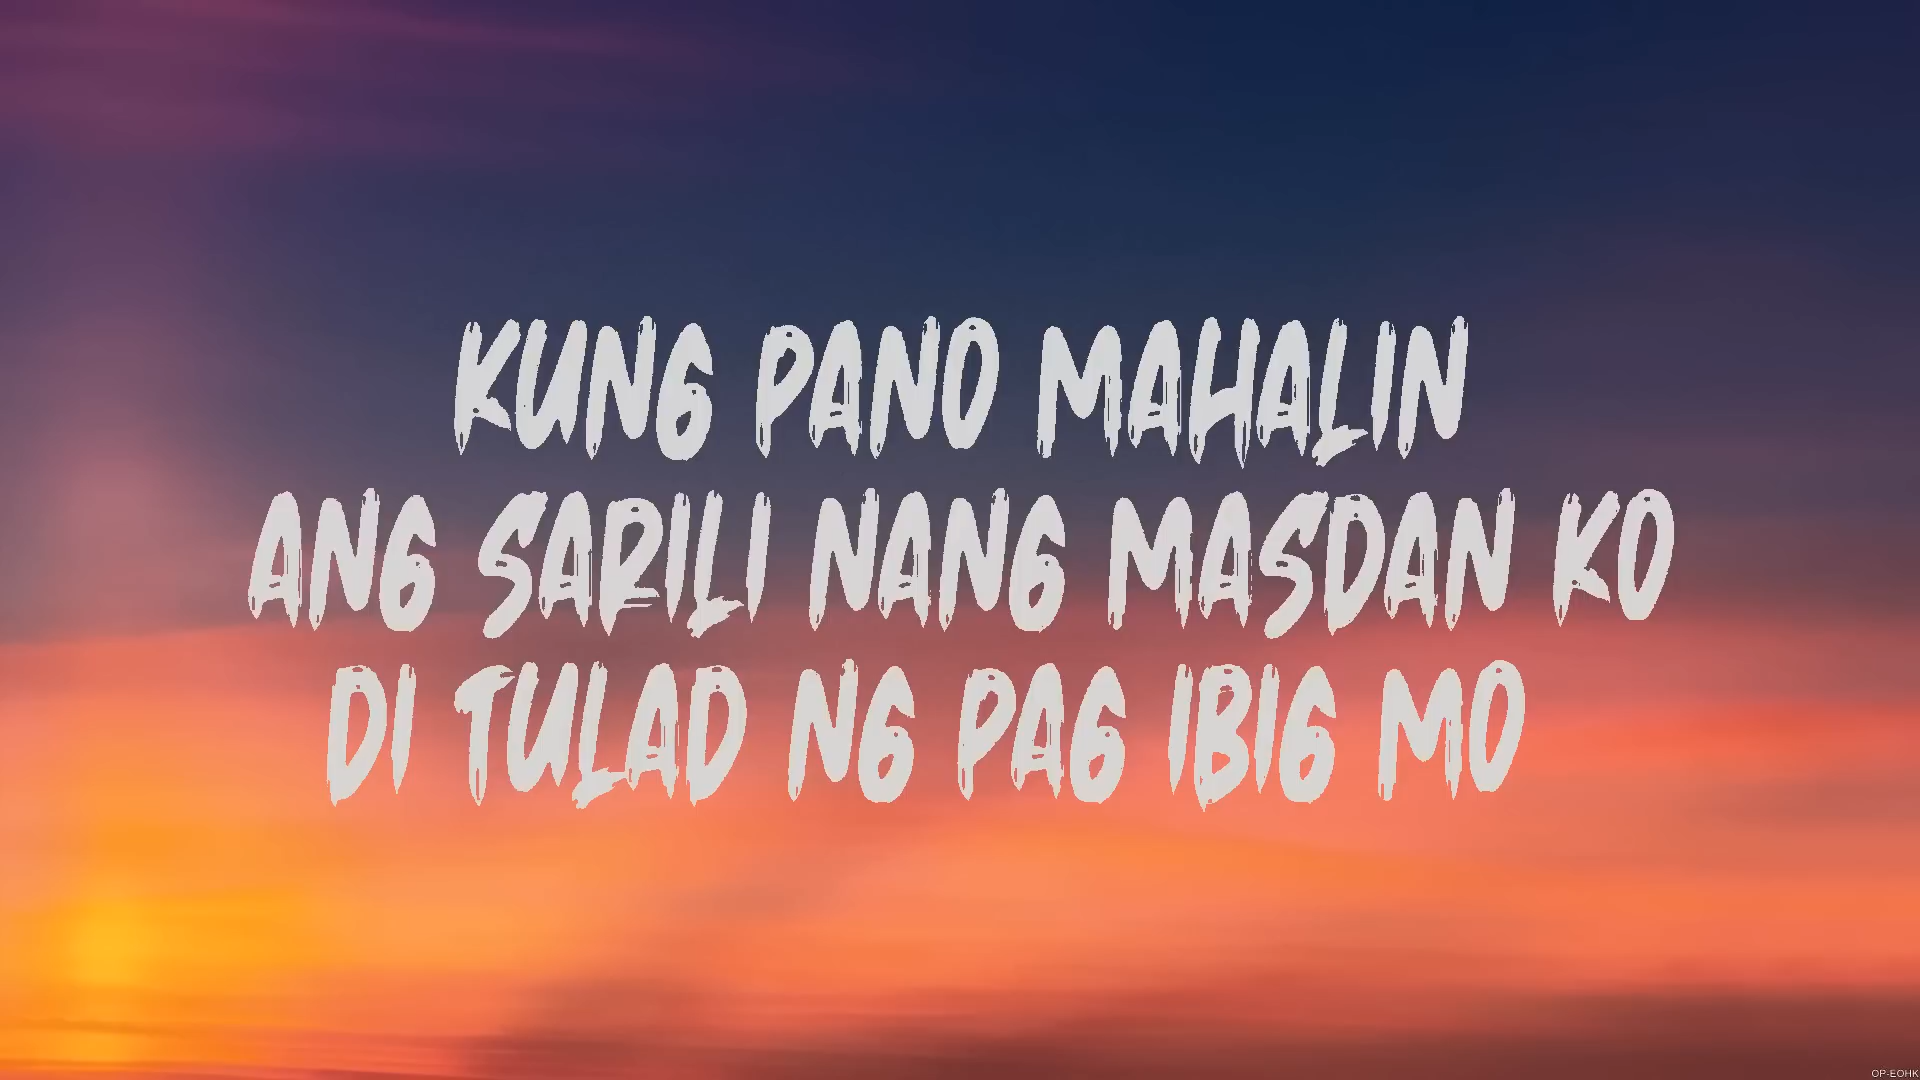 KUNG PANO MAHALIN
ANG SARILI NANG MASDAN KO
DI TULAD NG PAG IBIG MO
OP-EOHK